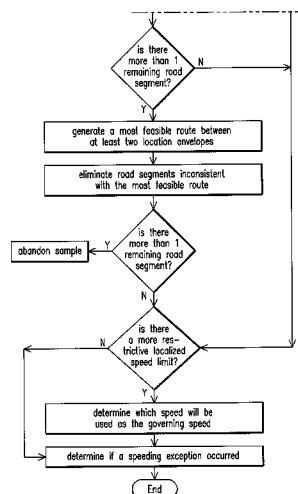 is there
more than 1
remaining road
segment?
N
Y
generate a most feasible route between
at least two location envelopes
eliminate road segments inconsistent
with the most feasible route
is there
more than 1
remaining road
segment?
abandon sample
Y
N
is there
a more res-
trictive localized
speed limit?
N
Y
determine which speed will be
used as the governing speed
determine if a speeding exception occurred
End